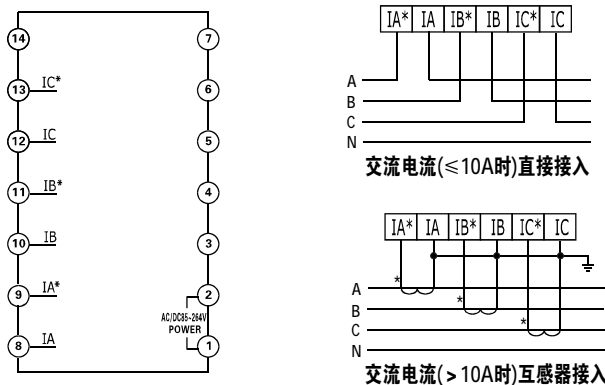 14 7
13 IC* 6
12 IC 5
11 IB* 4
10 IB 3
9 IA* 2
AC/DC85~264V
POWER
8 IA 1
IA* IA IB* IB IC* IC
A
B
C
N
交流电流(≤10A时)直接接入
IA* IA IB* IB IC* IC
* A
* B
* C
N
交流电流(>10A时)互感器接入